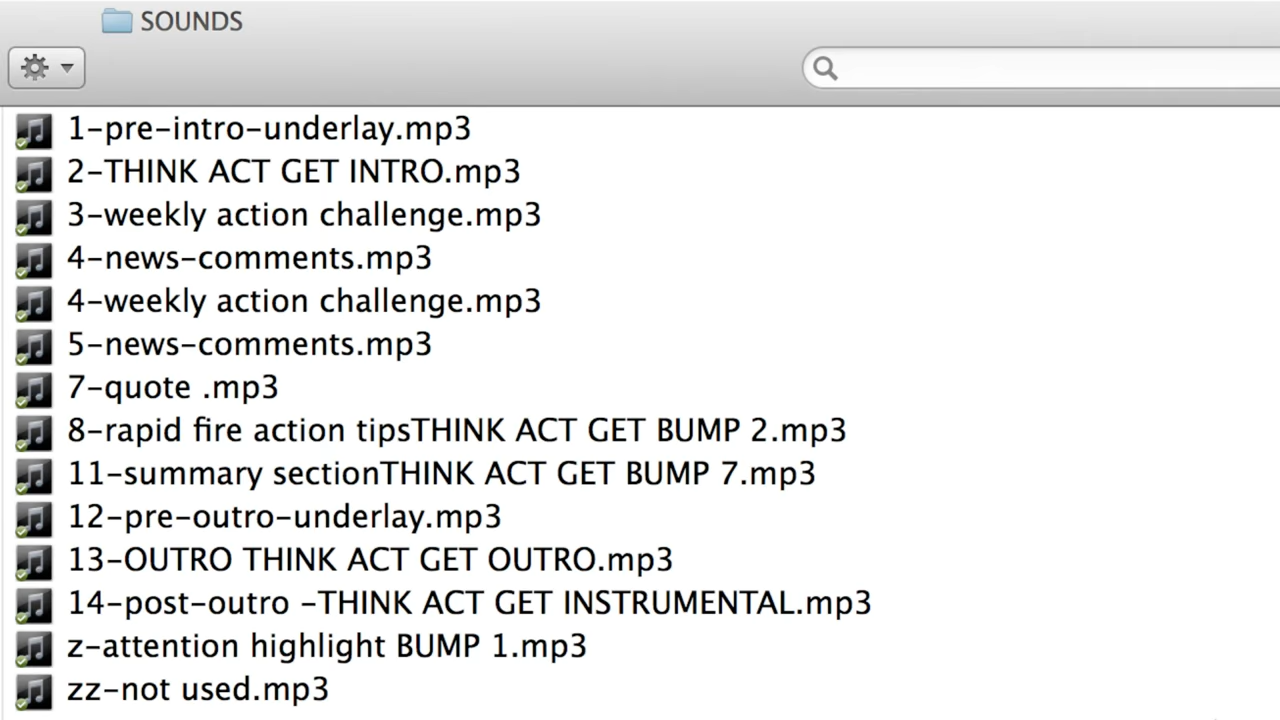 SOUNDS
1-pre-intro-underlay.mp3
2-THINK ACT GET INTRO.mp3
3-weekly action challenge.mp3
4-news-comments.mp3
4-weekly action challenge.mp3
5-news-comments.mp3
7-quote .mp3
8-rapid fire action tipsTHINK ACT GET BUMP 2.mp3
11-summary sectionTHINK ACT GET BUMP 7.mp3
12-pre-outro-underlay.mp3
13-OUTRO THINK ACT GET OUTRO.mp3
14-post-outro -THINK ACT GET INSTRUMENTAL.mp3
z-attention highlight BUMP 1.mp3
zz-not used.mp3